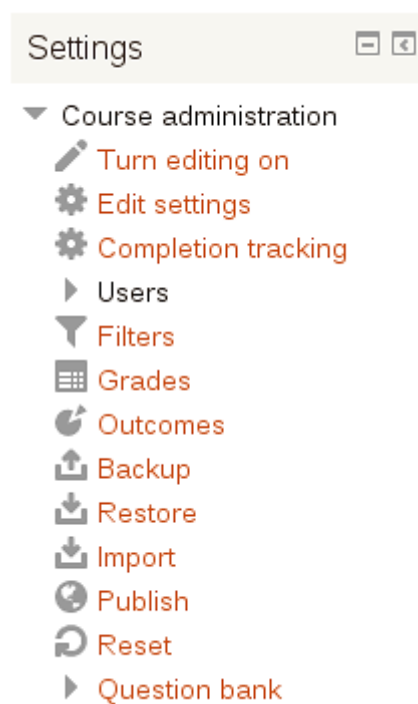 Settings
Course administration
Turn editing on
Edit settings
Completion tracking
Users
Filters
Grades
Outcomes
Backup
Restore
Import
Publish
Reset
Question bank